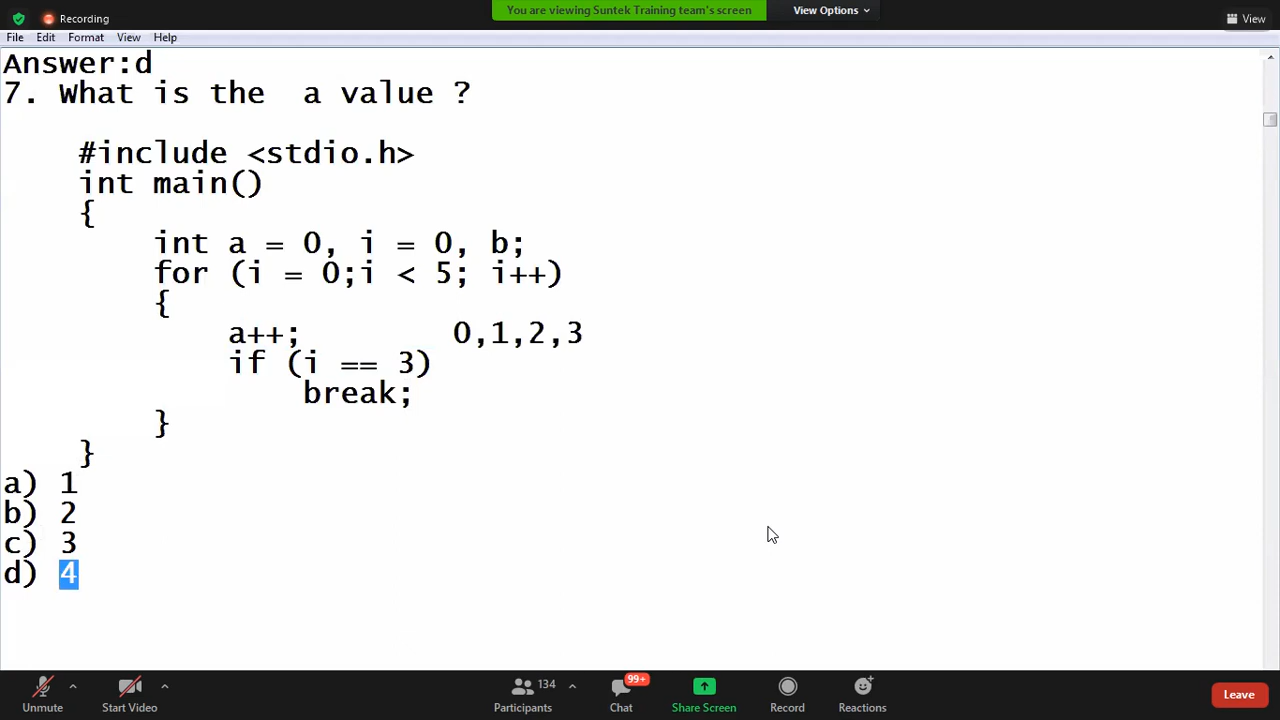 Recording
You are viewing Suntek Training team's screen
View Options
View
File Edit Format View Help
Answer:d
7. What is the  a value ?
#include <stdio.h>
int main()
{
int a = 0, i = 0, b;
for (i = 0;i < 5; i++)
{
a++; 0,1,2,3
if (i == 3)
break;
}
}
a) 1
b) 2
c) 3
d) 4
134
99+
Unmute
Start Video
Participants
Chat
Share Screen
Record
Reactions
Leave